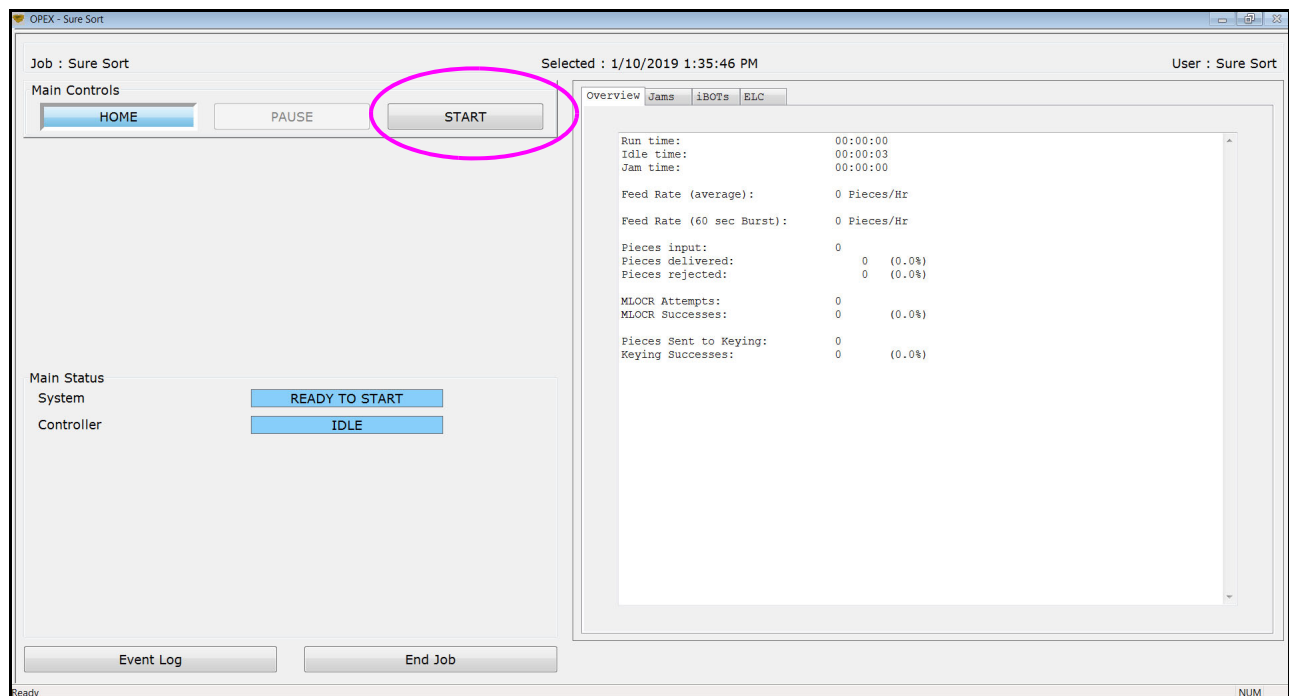 OPEX - Sure Sort
Job : Sure Sort Selected : 1/10/2019 1:35:46 PM User : Sure Sort
Main Controls
HOME PAUSE START
Overview Jams iBOTs ELC
Run time: 00:00:00
Idle time: 00:00:03
Jam time: 00:00:00
Feed Rate (average): 0 Pieces/Hr
Feed Rate (60 sec Burst): 0 Pieces/Hr
Pieces input: 0
Pieces delivered: 0 (0.0%)
Pieces rejected: 0 (0.0%)
MLOCR Attempts: 0
MLOCR Successes: 0 (0.0%)
Pieces Sent to Keying: 0
Keying Successes: 0 (0.0%)
Main Status
System READY TO START
Controller IDLE
Event Log End Job
Ready NUM